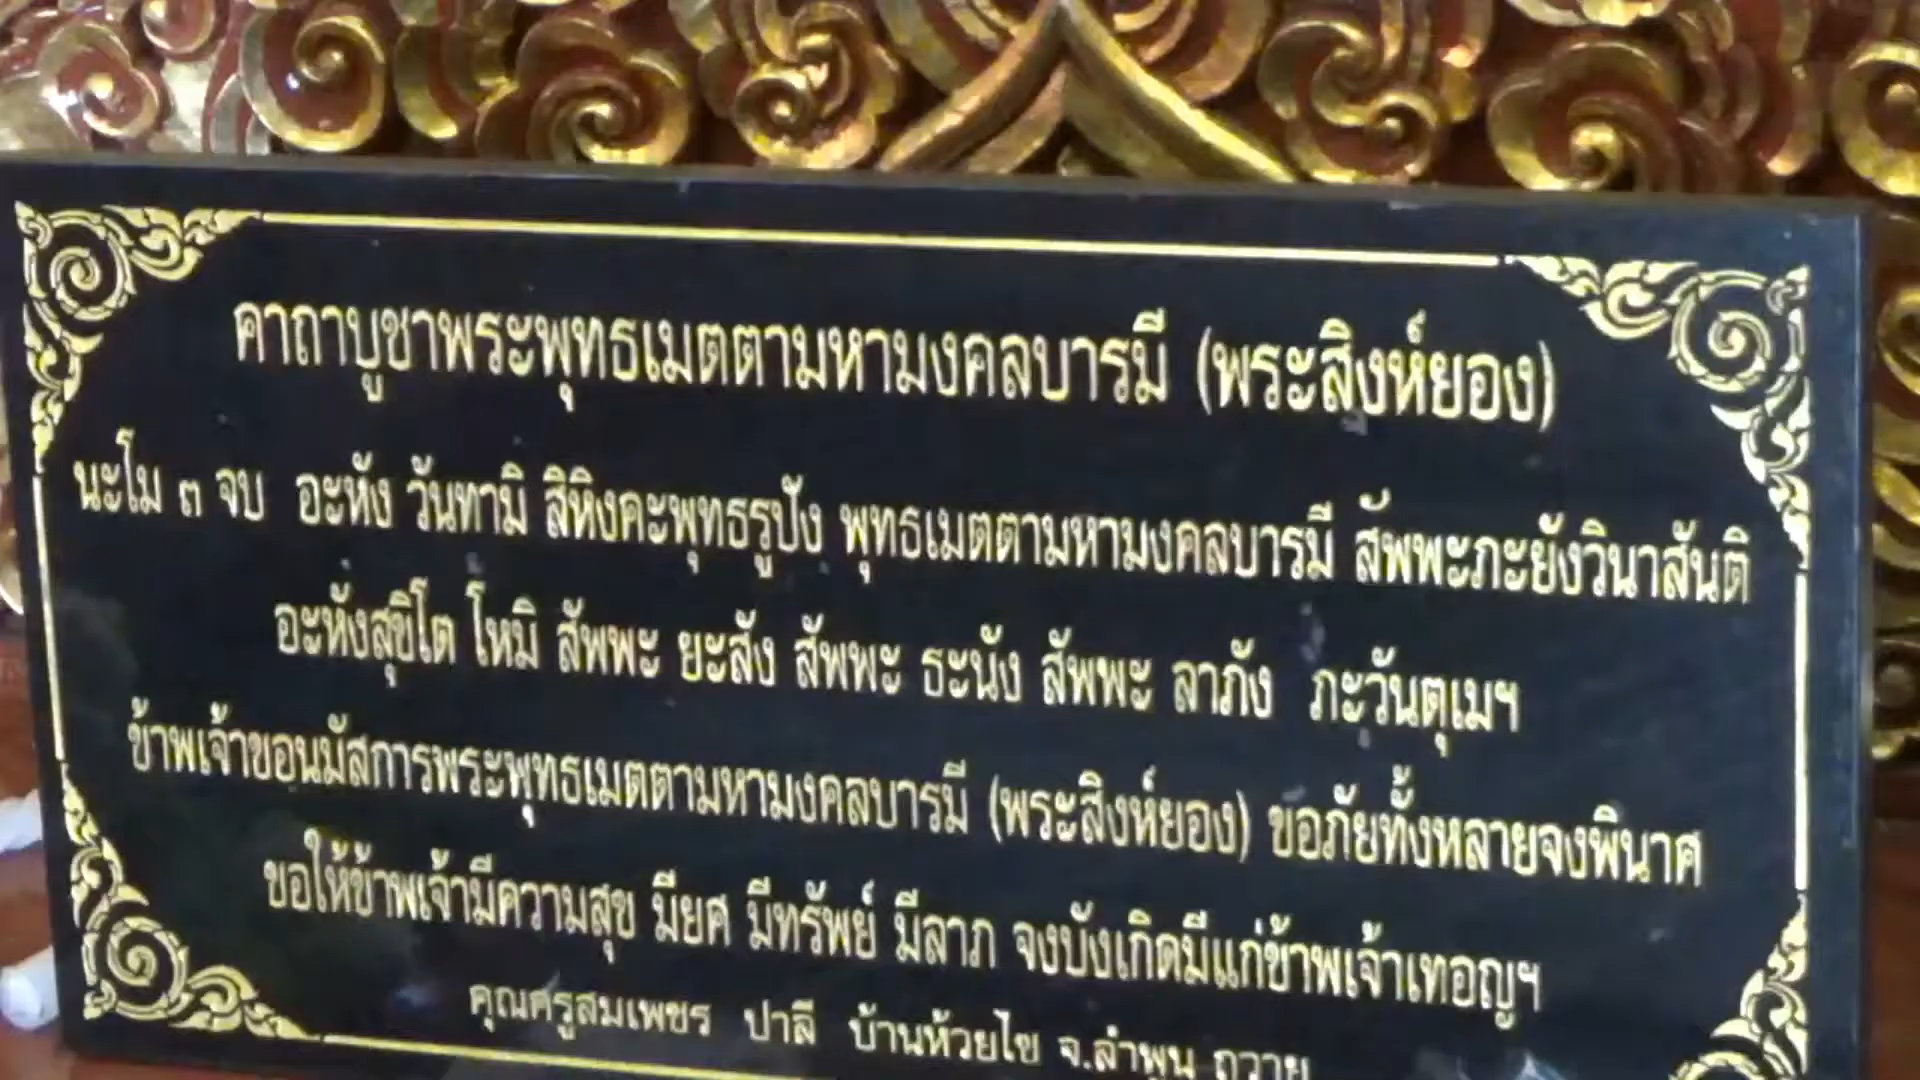 คาถาบูชาพระพุทธเมตตามหามงคลบารมี (พระสิงห์ยอง)
นะโม ๓ จบ อะหัง วันทามิ สิหิงคะพุทธรูปัง พุทธเมตตามหามงคลบารมี สัพพะภะยังวินาสันติ
อะหังสุขิโต โหมิ สัพพะ ยะสัง สัพพะ ธะนัง สัพพะ ลาภัง ภะวันตุเมฯ
ข้าพเจ้าขอนมัสการพระพุทธเมตตามหามงคลบารมี (พระสิงห์ยอง) ขอภัยทั้งหลายจงพินาศ
ขอให้ข้าพเจ้ามีความสุข มียศ มีทรัพย์ มีลาภ จงบังเกิดมีแก่ข้าพเจ้าเทอญฯ
คุณครูสมเพชร ปาลี บ้านห้วยไซ จ.ลำพูน ถวาย